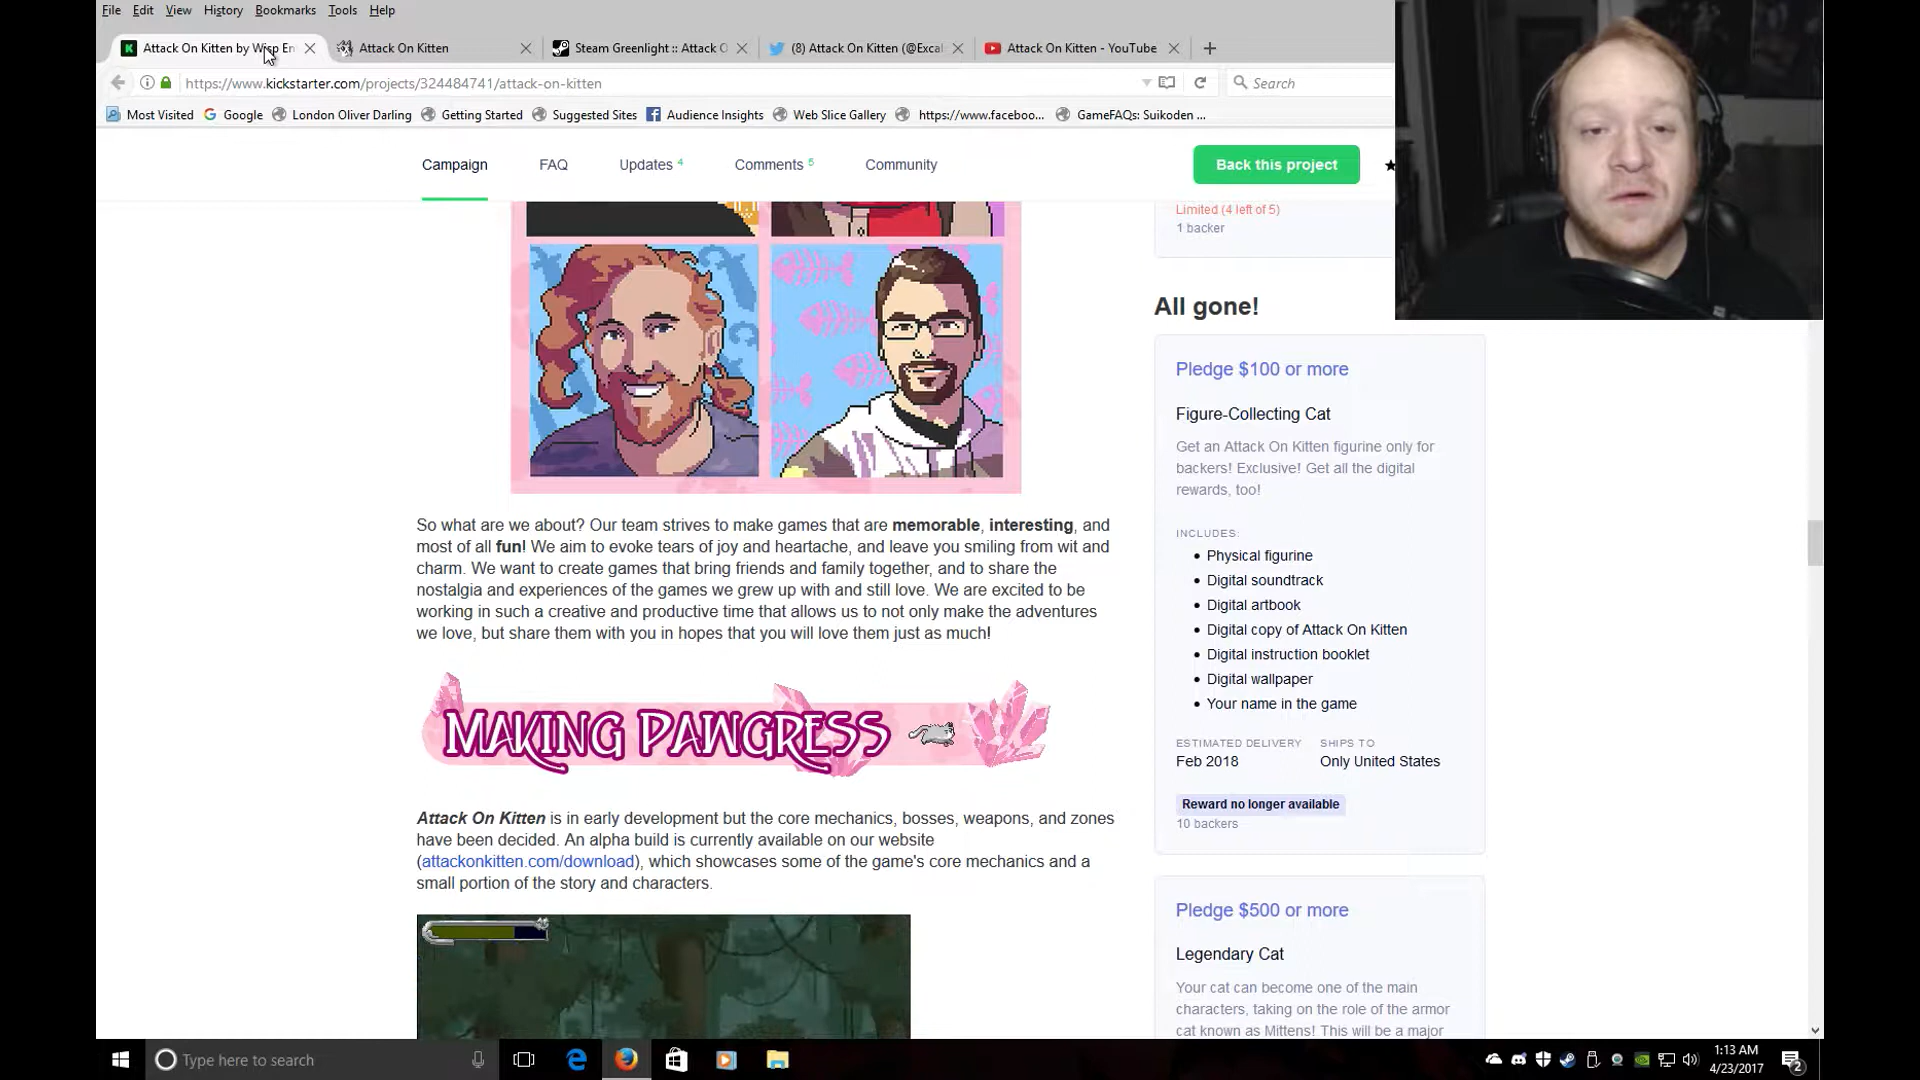 File Edit View History Bookmarks Tools Help
Attack On Kitten by Wisp En
Attack On Kitten
Steam Greenlight :: Attack O
(8) Attack On Kitten (@Excal
Attack On Kitten - YouTube
https://www.kickstarter.com/projects/324484741/attack-on-kitten
Search
Most Visited Google London Oliver Darling Getting Started Suggested Sites Audience Insights Web Slice Gallery https://www.faceboo... GameFAQs: Suikoden ...
Campaign FAQ Updates 4 Comments 5 Community
Back this project
Limited (4 left of 5)
1 backer
So what are we about? Our team strives to make games that are memorable, interesting, and
most of all fun! We aim to evoke tears of joy and heartache, and leave you smiling from wit and
charm. We want to create games that bring friends and family together, and to share the
nostalgia and experiences of the games we grew up with and still love. We are excited to be
working in such a creative and productive time that allows us to not only make the adventures
we love, but share them with you in hopes that you will love them just as much!
MAKING PAWGRESS
Attack On Kitten is in early development but the core mechanics, bosses, weapons, and zones
have been decided. An alpha build is currently available on our website
(attackonkitten.com/download), which showcases some of the game's core mechanics and a
small portion of the story and characters.
All gone!
Pledge $100 or more
Figure-Collecting Cat
Get an Attack On Kitten figurine only for
backers! Exclusive! Get all the digital
rewards, too!
INCLUDES:
• Physical figurine
• Digital soundtrack
• Digital artbook
• Digital copy of Attack On Kitten
• Digital instruction booklet
• Digital wallpaper
• Your name in the game
ESTIMATED DELIVERY SHIPS TO
Feb 2018 Only United States
Reward no longer available
10 backers
Pledge $500 or more
Legendary Cat
Your cat can become one of the main
characters, taking on the role of the armor
cat known as Mittens! This will be a major
Type here to search
1:13 AM
4/23/2017
2